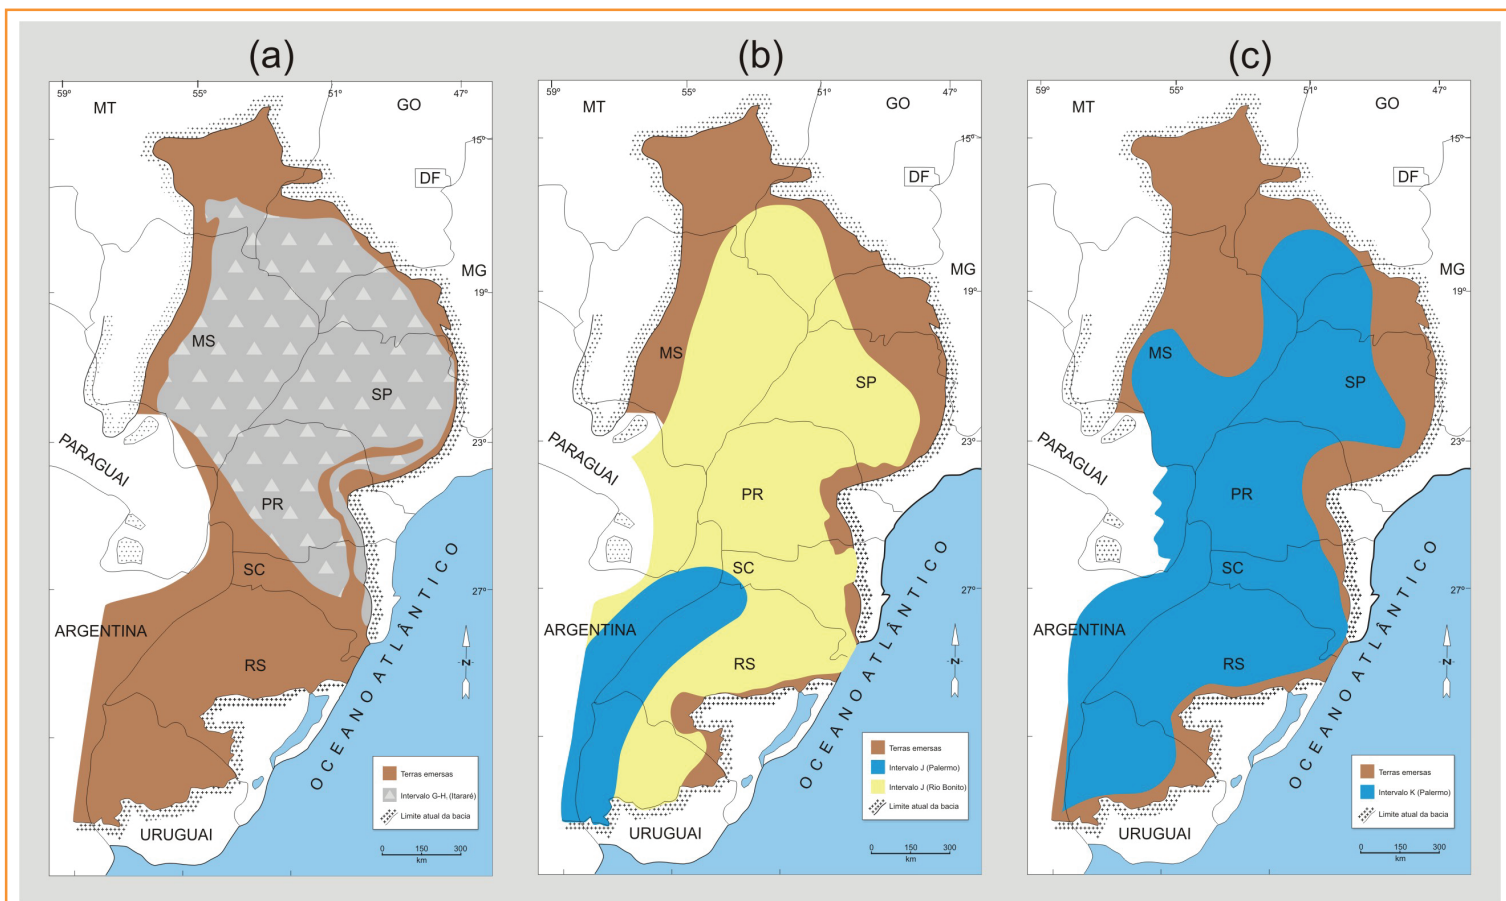 (a)
59°
55°
51°
47°
MT
GO
15°
DF
MG
19°
MS
SP
23°
PARAGUAI
PR
SC
27°
ARGENTINA
RS
N
OCEANO ATLÂNTICO
Terras emersas
Intervalo G-H, (Itararé)
Limite atual da bacia
URUGUAI
0 150 300
km
(b)
59°
55°
51°
47°
MT
GO
15°
DF
MG
19°
MS
SP
23°
PARAGUAI
PR
SC
27°
ARGENTINA
RS
N
OCEANO ATLÂNTICO
Terras emersas
Intervalo J (Palermo)
Intervalo J (Rio Bonito)
Limite atual da bacia
URUGUAI
0 150 300
km
(c)
59°
55°
51°
47°
MT
GO
15°
DF
MG
19°
MS
SP
23°
PARAGUAI
PR
SC
27°
ARGENTINA
RS
N
OCEANO ATLÂNTICO
Terras emersas
Intervalo K (Palermo)
Limite atual da bacia
URUGUAI
0 150 300
km